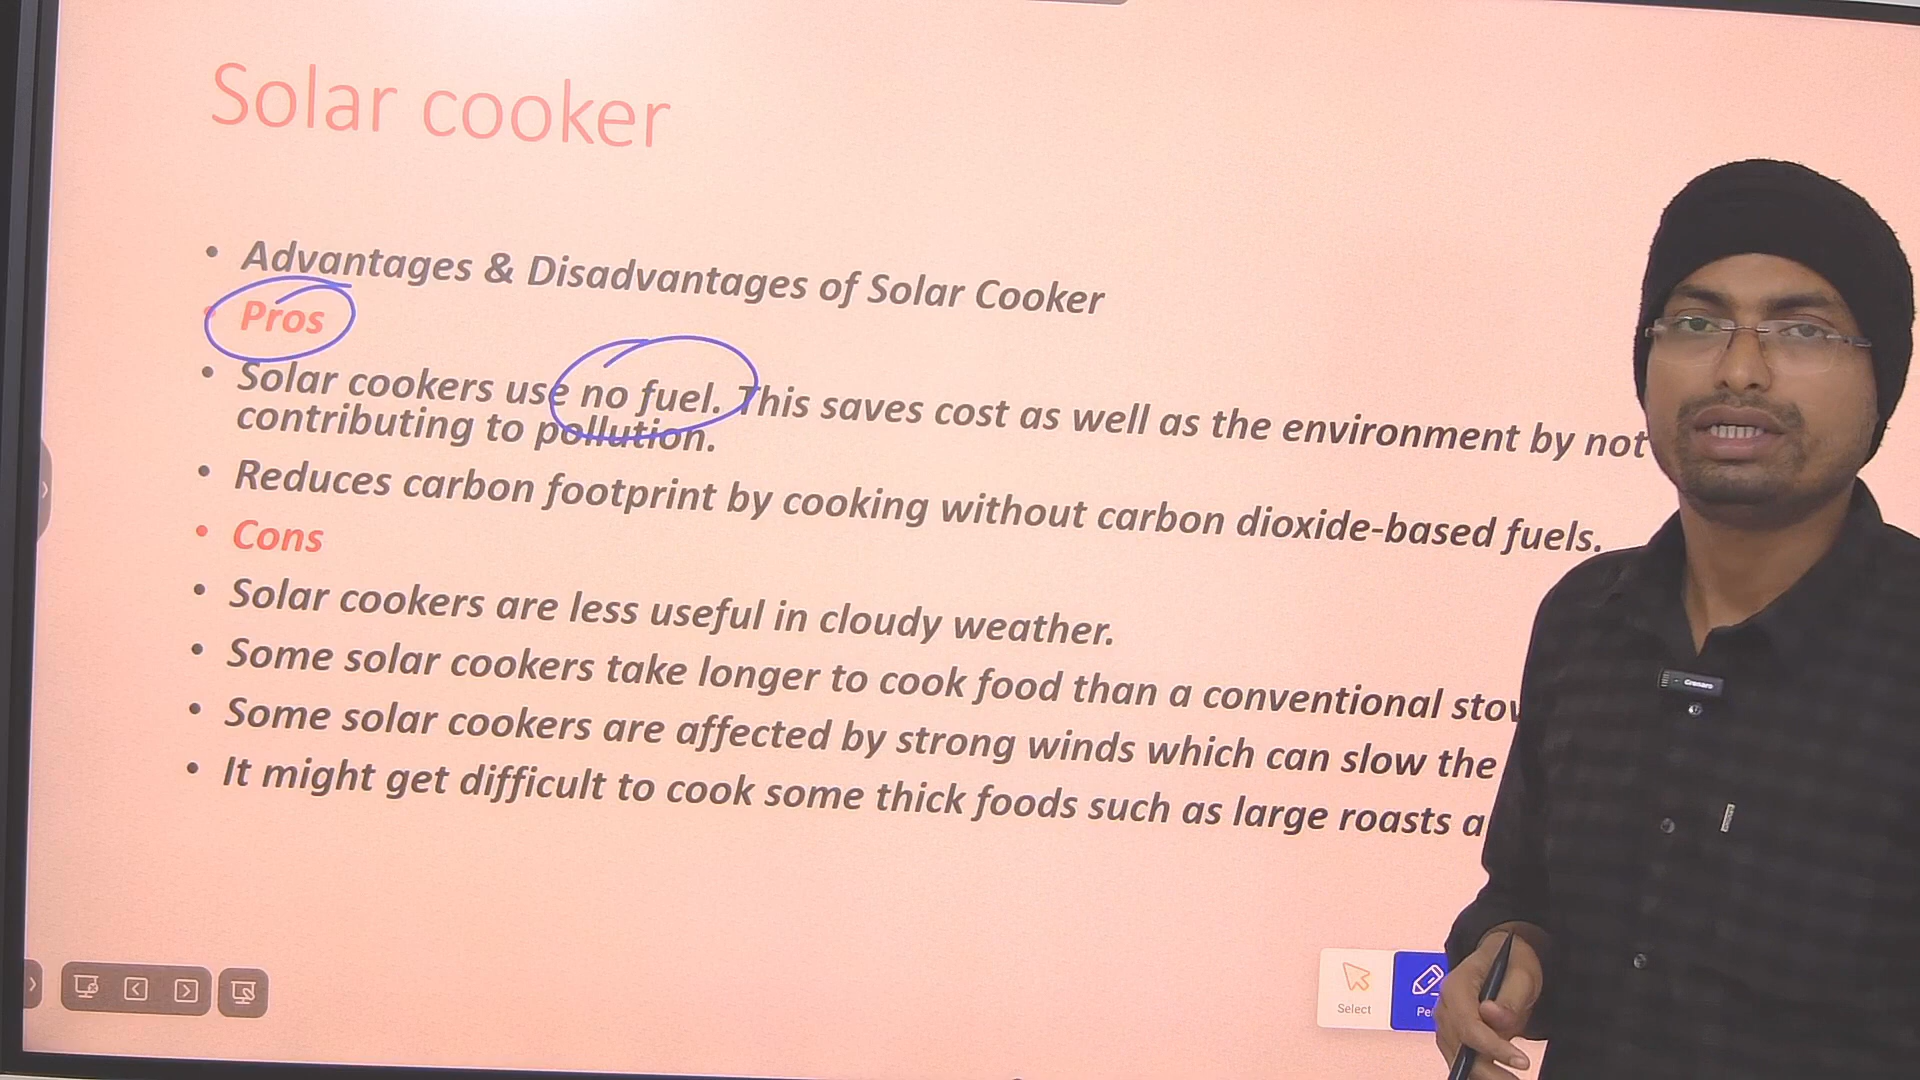 Solar cooker
• Advantages & Disadvantages of Solar Cooker
• Pros
• Solar cookers use no fuel. This saves cost as well as the environment by not
contributing to pollution.
• Reduces carbon footprint by cooking without carbon dioxide-based fuels.
• Cons
• Solar cookers are less useful in cloudy weather.
• Some solar cookers take longer to cook food than a conventional
• Some solar cookers are affected by strong winds which can slow the
• It might get difficult to cook some thick foods such as large roasts
Select